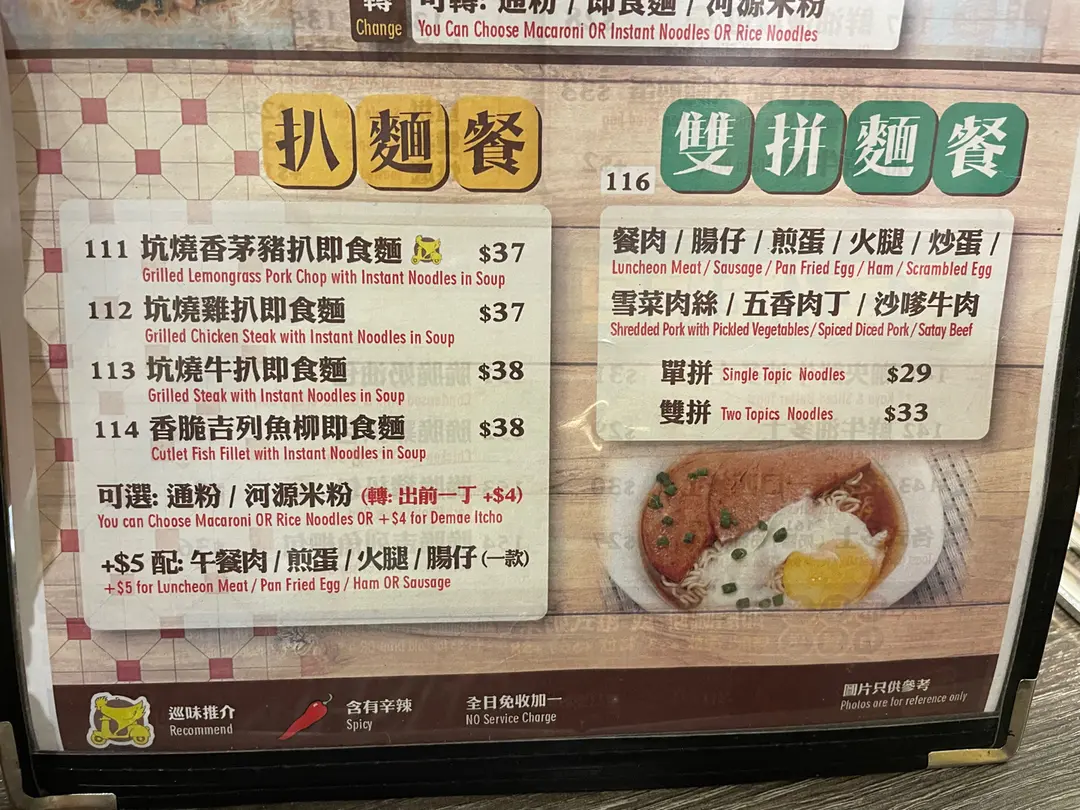 可轉: 通粉 / 即食麵 / 河源米粉
Change
You Can Choose Macaroni OR Instant Noodles OR Rice Noodles
扒麵餐
111 坑燒香茅豬扒即食麵 $37
Grilled Lemongrass Pork Chop with Instant Noodles in Soup
112 坑燒雞扒即食麵 $37
Grilled Chicken Steak with Instant Noodles in Soup
113 坑燒牛扒即食麵 $38
Grilled Steak with Instant Noodles in Soup
114 香脆吉列魚柳即食麵 $38
Cutlet Fish Fillet with Instant Noodles in Soup
可選: 通粉 / 河源米粉 (轉: 出前一丁 +$4)
You can Choose Macaroni OR Rice Noodles OR +$4 for Demae Itcho
+$5 配: 午餐肉 / 煎蛋 / 火腿 / 腸仔 (一款)
+$5 for Luncheon Meat / Pan Fried Egg / Ham OR Sausage
116 雙拼麵餐
餐肉 / 腸仔 / 煎蛋 / 火腿 / 炒蛋 /
Luncheon Meat / Sausage / Pan Fried Egg / Ham / Scrambled Egg
雪菜肉絲 / 五香肉丁 / 沙嗲牛肉
Shredded Pork with Pickled Vegetables / Spiced Diced Pork / Satay Beef
單拼 Single Topic Noodles $29
雙拼 Two Topics Noodles $33
巡味推介
Recommend
含有辛辣
Spicy
全日免收加一
NO Service Charge
圖片只供參考
Photos are for reference only